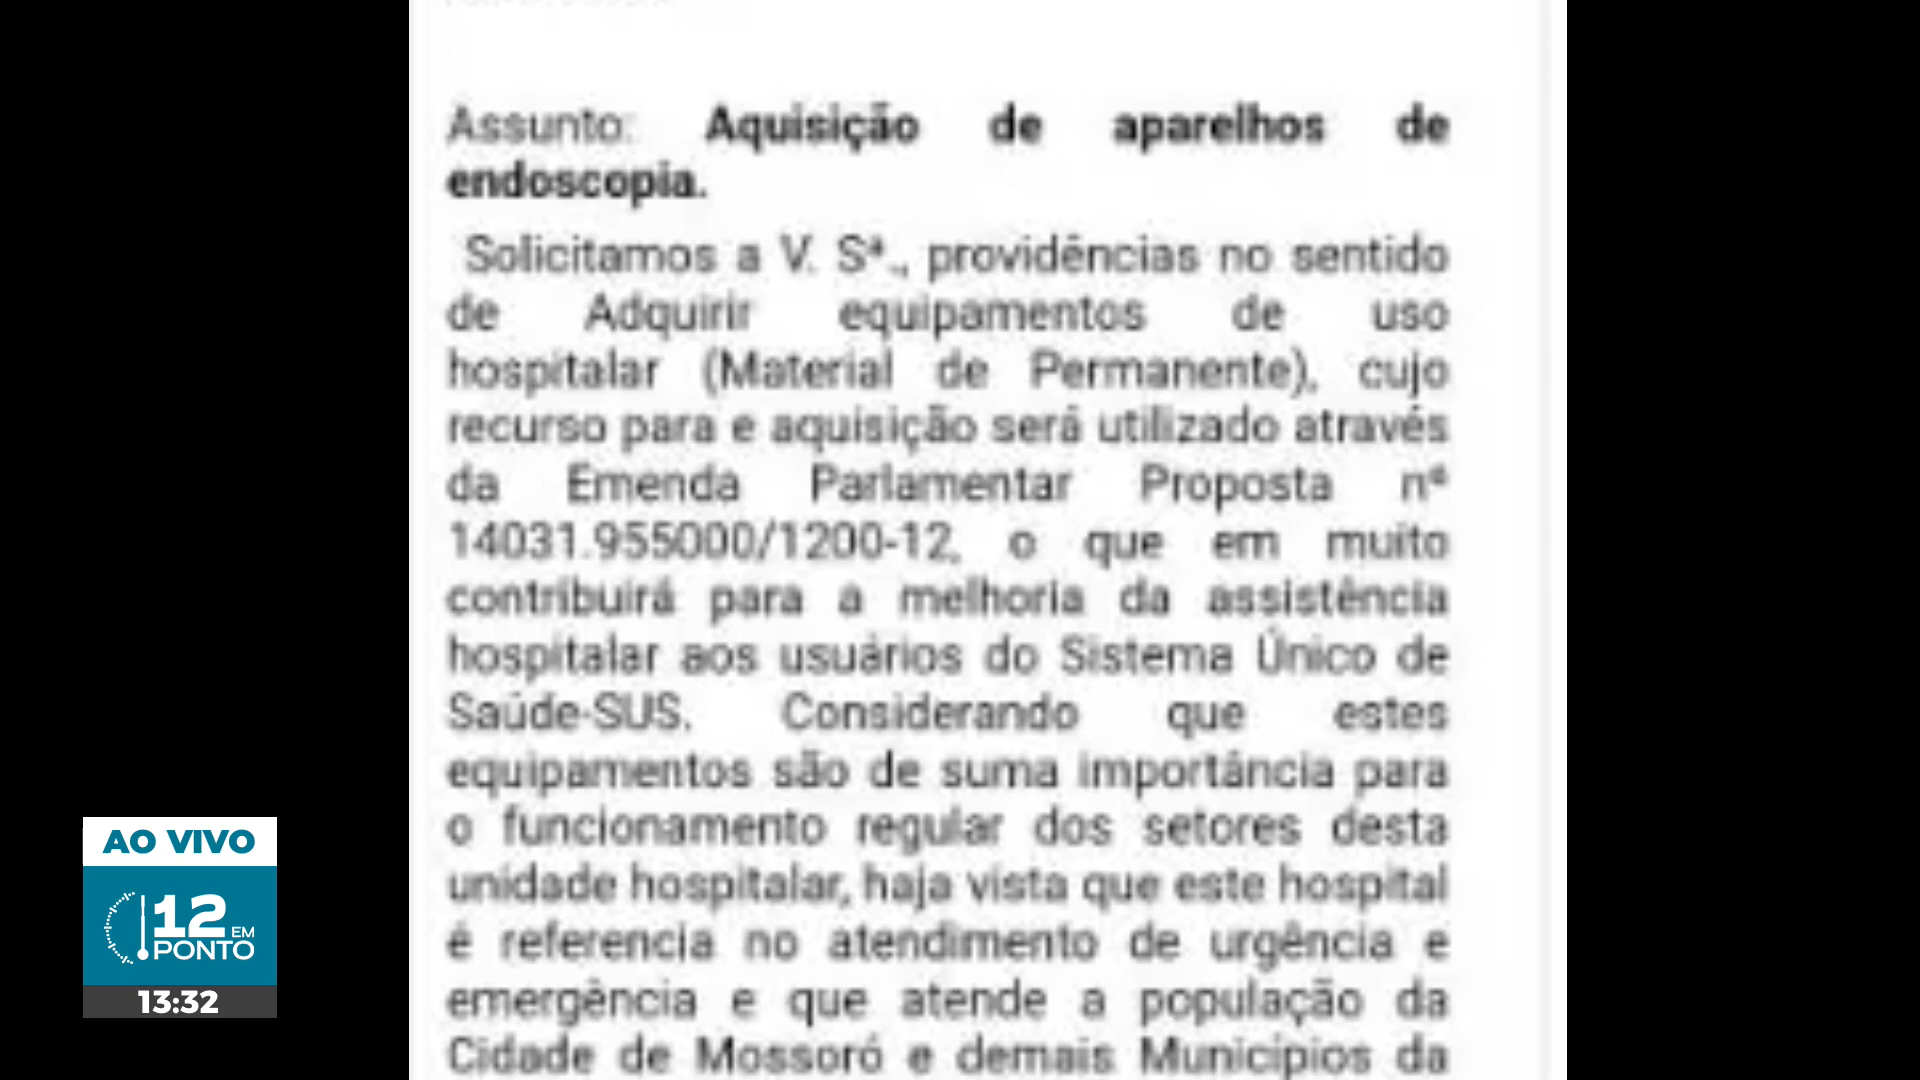 Assunto: Aquisição de aparelhos de
endoscopia.
Solicitamos a V. Sª., providências no sentido
de Adquirir equipamentos de uso
hospitalar (Material de Permanente), cujo
recurso para e aquisição será utilizado através
da Emenda Parlamentar Proposta nº
14031.955000/1200-12, o que em muito
contribuirá para a melhoria da assistência
hospitalar aos usuários do Sistema Único de
Saúde-SUS. Considerando que estes
equipamentos são de suma importância para
o funcionamento regular dos setores desta
unidade hospitalar, haja vista que este hospital
é referencia no atendimento de urgência e
emergência e que atende a população da
Cidade de Mossoró e demais Municípios da
AO VIVO
12 EM
PONTO
13:32